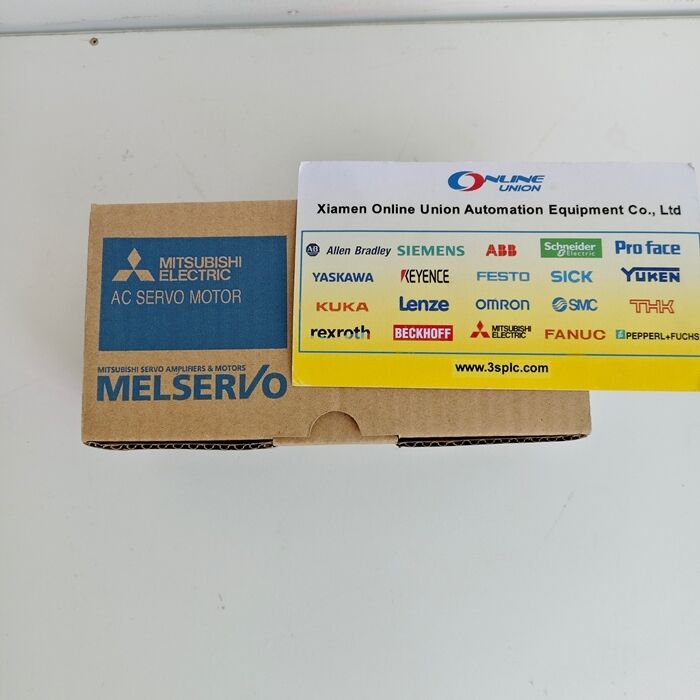 MITSUBISHI
ELECTRIC
AC SERVO MOTOR
MITSUBISHI SERVO AMPLIFIERS & MOTORS
MELSERVO
ONLINE
UNION
Xiamen Online Union Automation Equipment Co., Ltd
AB Allen Bradley SIEMENS ABB Schneider Electric Pro face
YASKAWA KEYENCE FESTO SICK YUKEN
KUKA Lenze OMRON SMC THK
rexroth BECKHOFF MITSUBISHI ELECTRIC FANUC PEPPERL+FUCHS
www.3splc.com